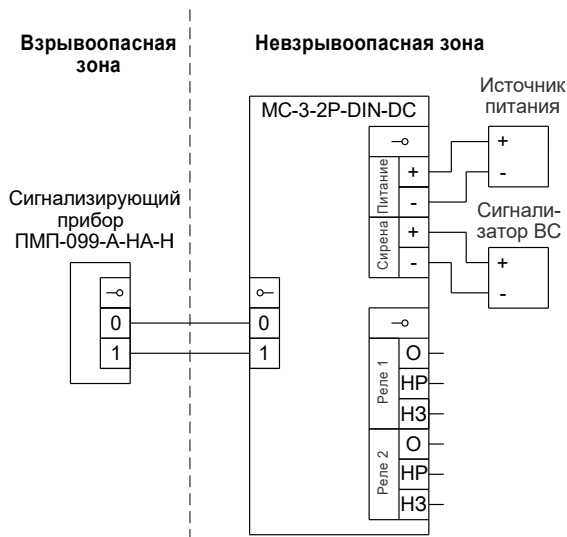 Взрывоопасная
зона
Невзрывоопасная зона
МС-3-2Р-DIN-DC
Источник
питания
Питание
+
-
+
-
Сирена
+
-
Сигнали-
затор ВС
+
-
Сигнализирующий
прибор
ПМП-099-А-НА-Н
0
1
0
1
Реле 1
О
НР
НЗ
Реле 2
О
НР
НЗ